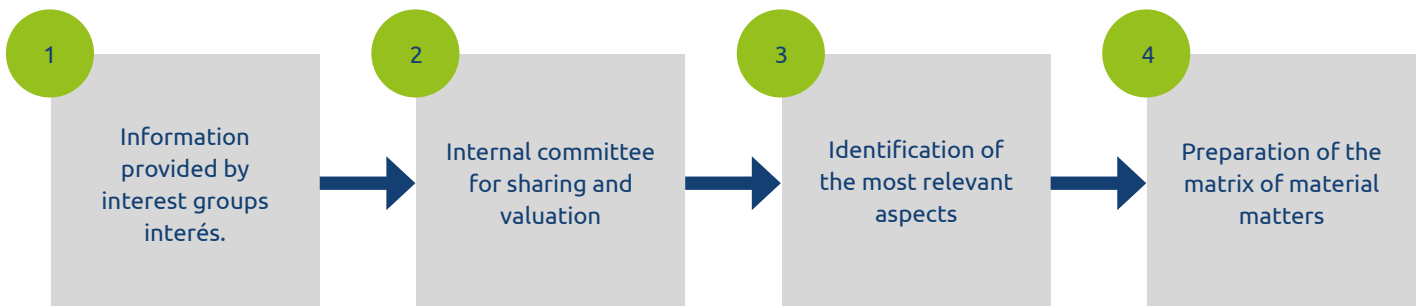 1
Information
provided by
interest groups
interés.
2
Internal committee
for sharing and
valuation
3
Identification of
the most relevant
aspects
4
Preparation of the
matrix of material
matters